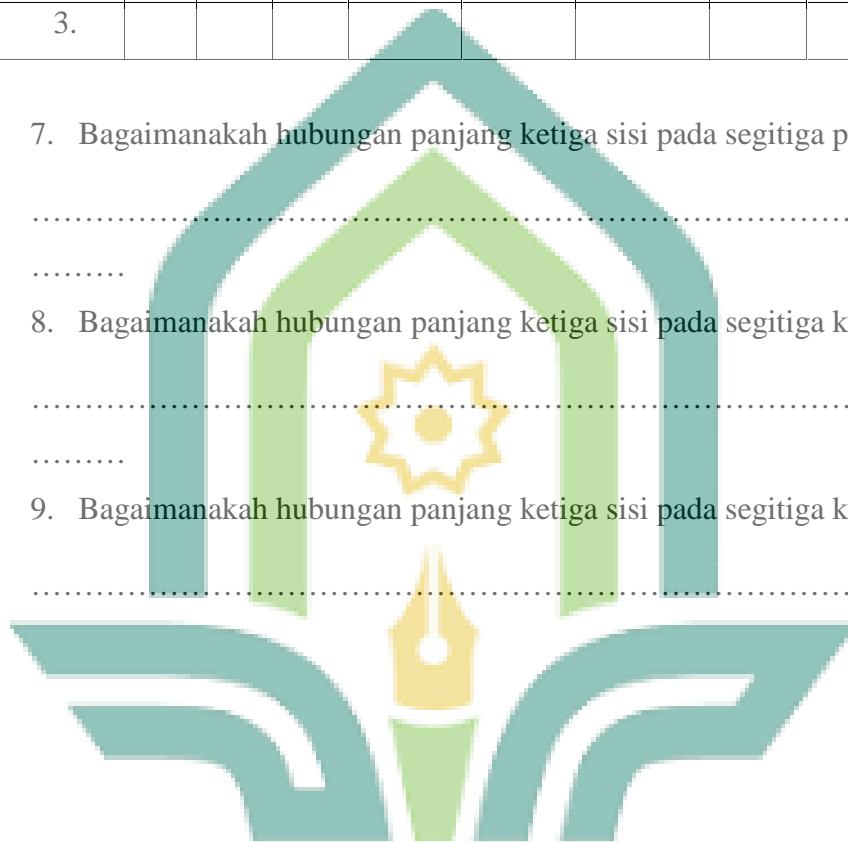 3.
7. Bagaimanakah hubungan panjang ketiga sisi pada segitiga p
…………………………………………………………………………
………
8. Bagaimanakah hubungan panjang ketiga sisi pada segitiga k
…………………………………………………………………………
………
9. Bagaimanakah hubungan panjang ketiga sisi pada segitiga k
…………………………………………………………………………